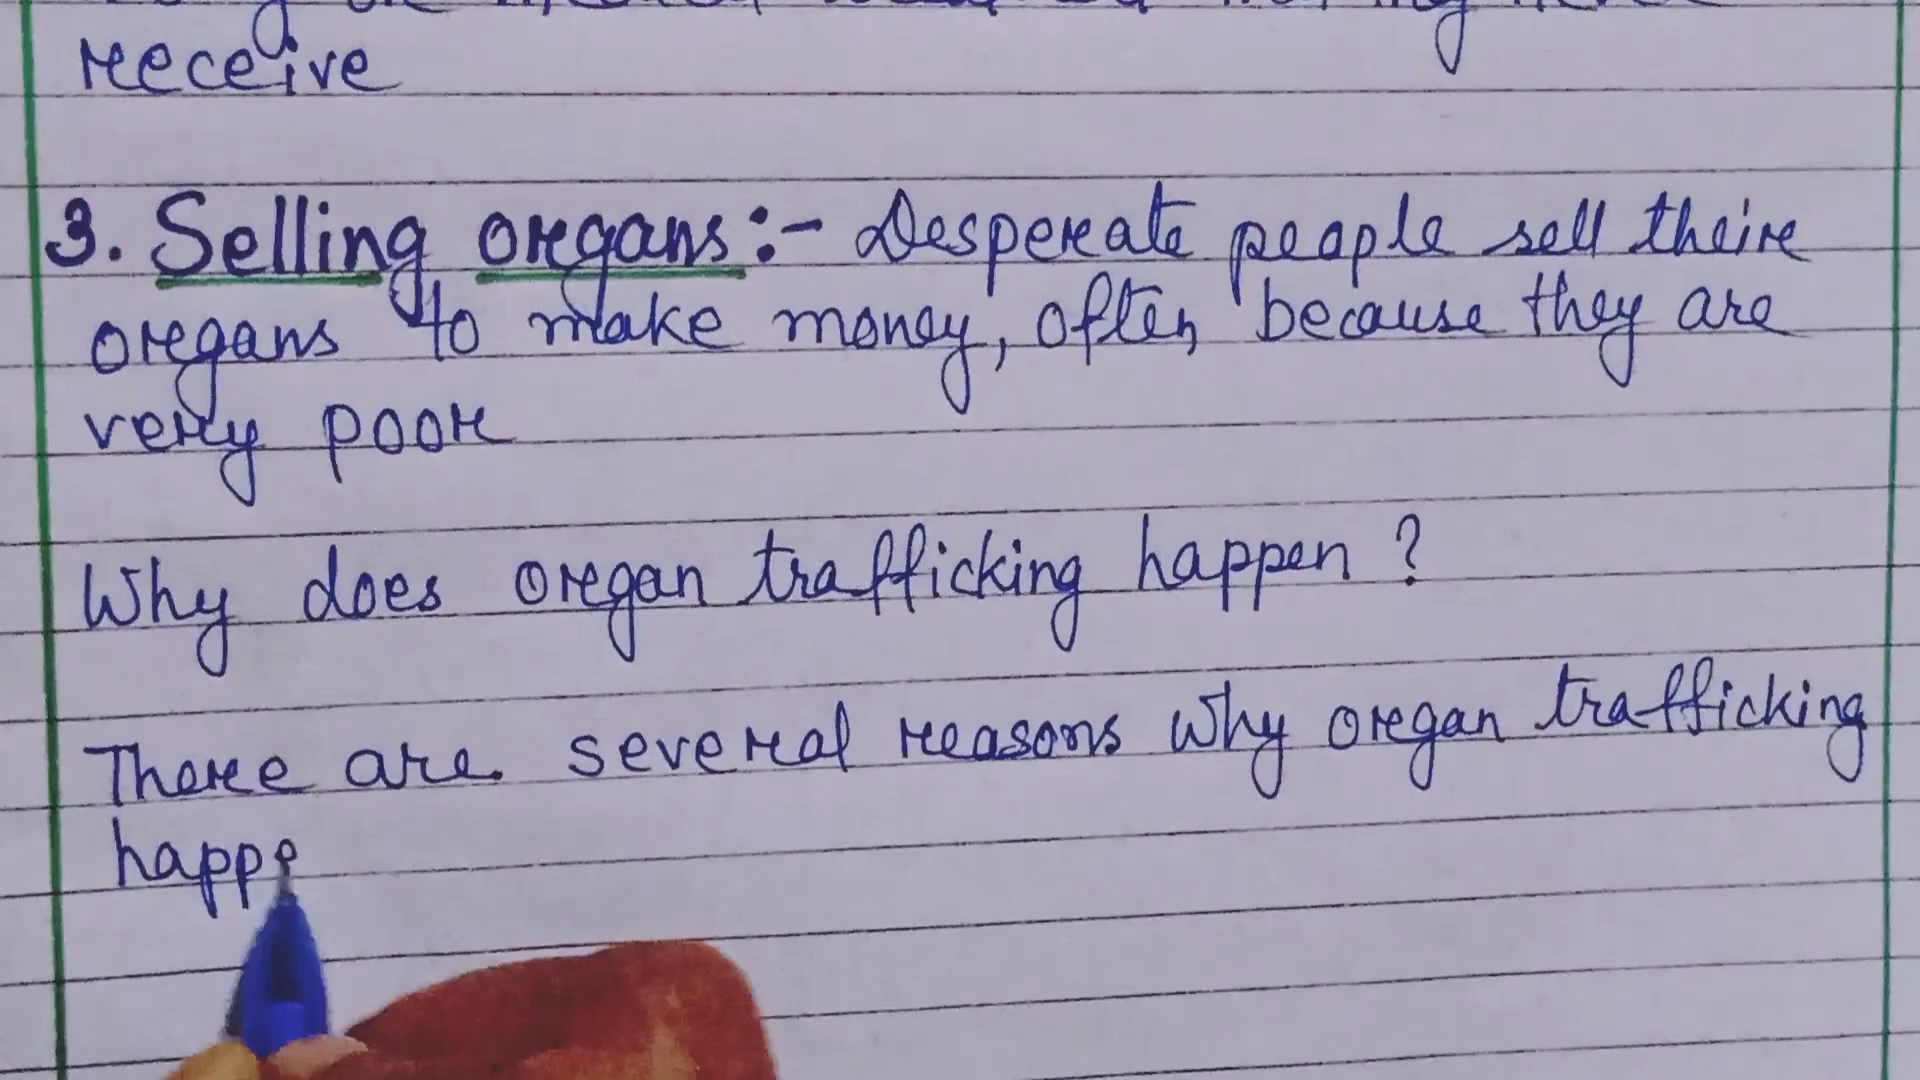 receive
3. Selling organs:- Desperate people sell their
organs to make money, often because they are
very poor
Why does organ trafficking happen?
There are several reasons why organ trafficking
happe